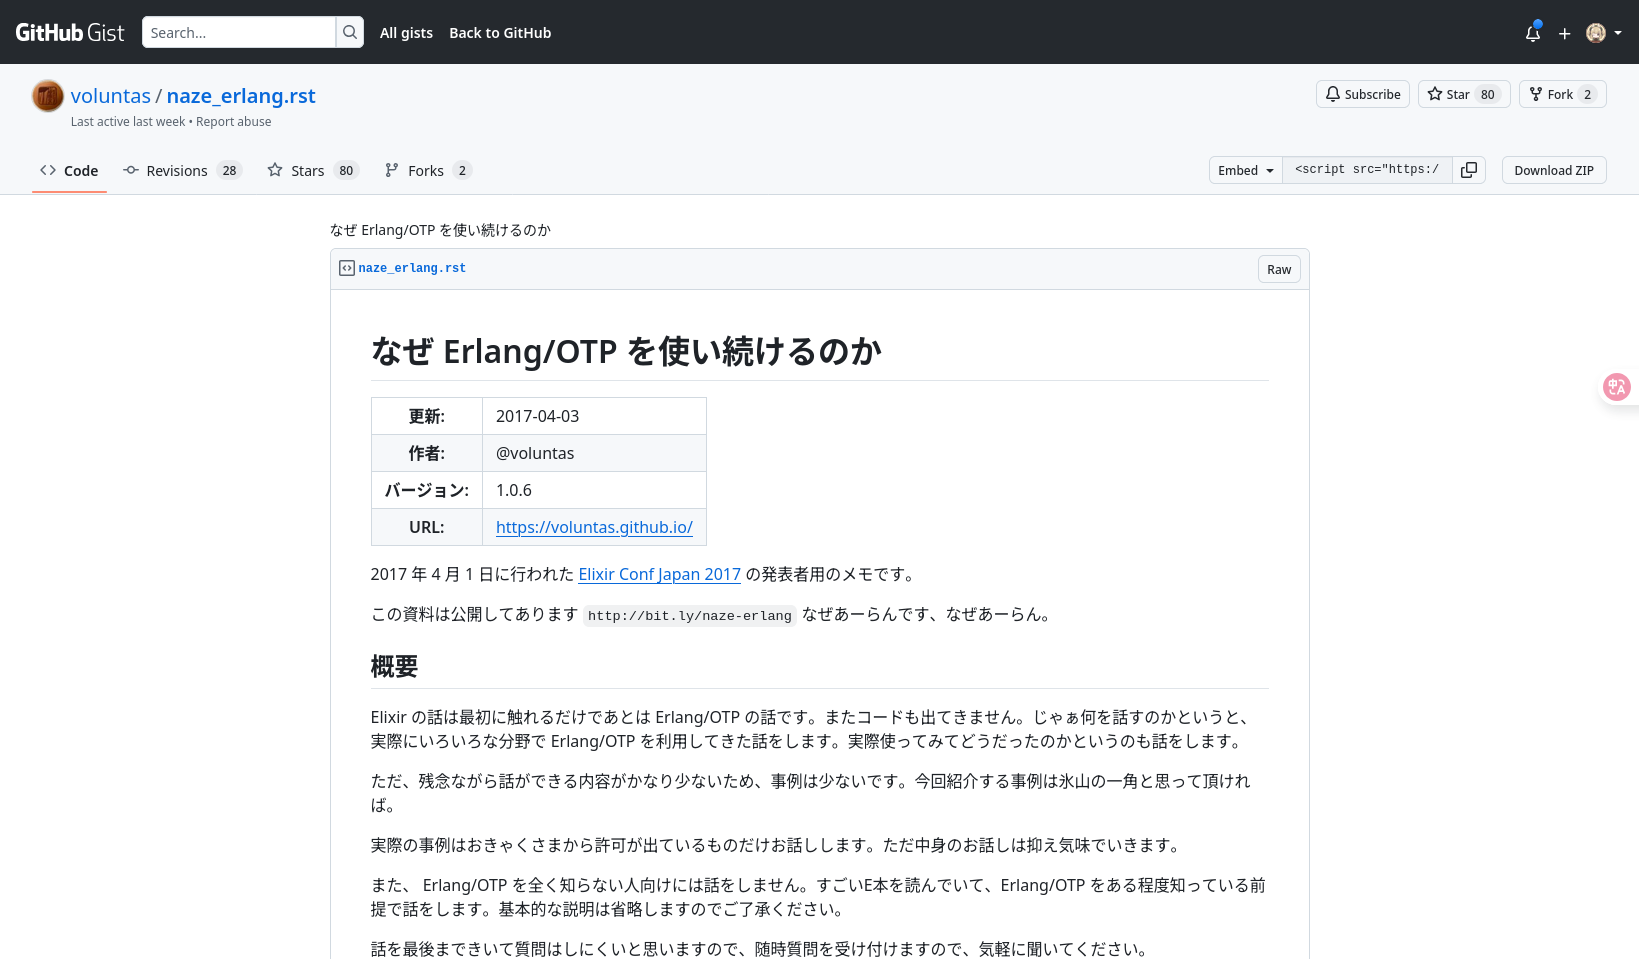 GitHub Gist
Search...
All gists
Back to GitHub
voluntas / naze_erlang.rst
Last active last week • Report abuse
Subscribe
Star 80
Fork 2
Code
Revisions 28
Stars 80
Forks 2
Embed
<script src="https:/
Download ZIP
なぜ Erlang/OTP を使い続けるのか
naze_erlang.rst
Raw
なぜ Erlang/OTP を使い続けるのか
更新: 2017-04-03
作者: @voluntas
バージョン: 1.0.6
URL: https://voluntas.github.io/
2017 年 4 月 1 日に行われた Elixir Conf Japan 2017 の発表者用のメモです。
この資料は公開してあります http://bit.ly/naze-erlang なぜあーらんです、なぜあーらん。
概要
Elixir の話は最初に触れるだけであとは Erlang/OTP の話です。またコードも出てきません。じゃぁ何を話すのかというと、
実際にいろいろな分野で Erlang/OTP を利用してきた話をします。実際使ってみてどうだったのかというのも話をします。
ただ、残念ながら話ができる内容がかなり少ないため、事例は少ないです。今回紹介する事例は氷山の一角と思って頂けれ
ば。
実際の事例はおきゃくさまから許可が出ているものだけお話しします。ただ中身のお話しは抑え気味でいきます。
また、 Erlang/OTP を全く知らない人向けには話をしません。すごいE本を読んでいて、Erlang/OTP をある程度知っている前
提で話をします。基本的な説明は省略しますのでご了承ください。
話を最後まできいて質問はしにくいと思いますので、随時質問を受け付けますので、気軽に聞いてください。